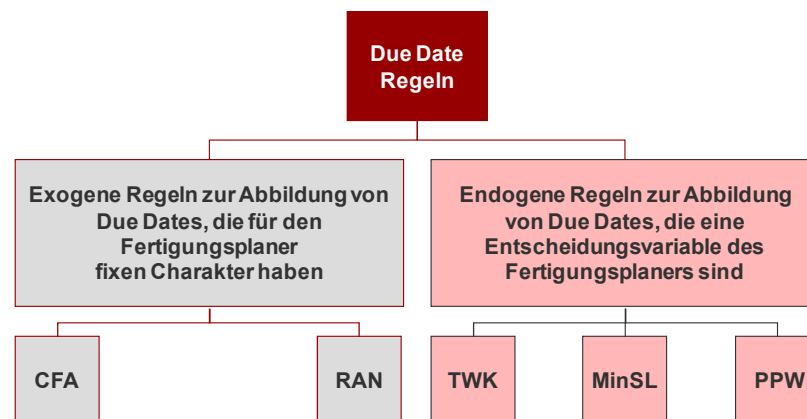 Due Date
Regeln
Exogene Regeln zur Abbildung von
Due Dates, die für den
Fertigungsplaner
fixen Charakter haben
Endogene Regeln zur Abbildung
von Due Dates, die eine
Entscheidungsvariable des
Fertigungsplaners sind
CFA
RAN
TWK
MinSL
PPW